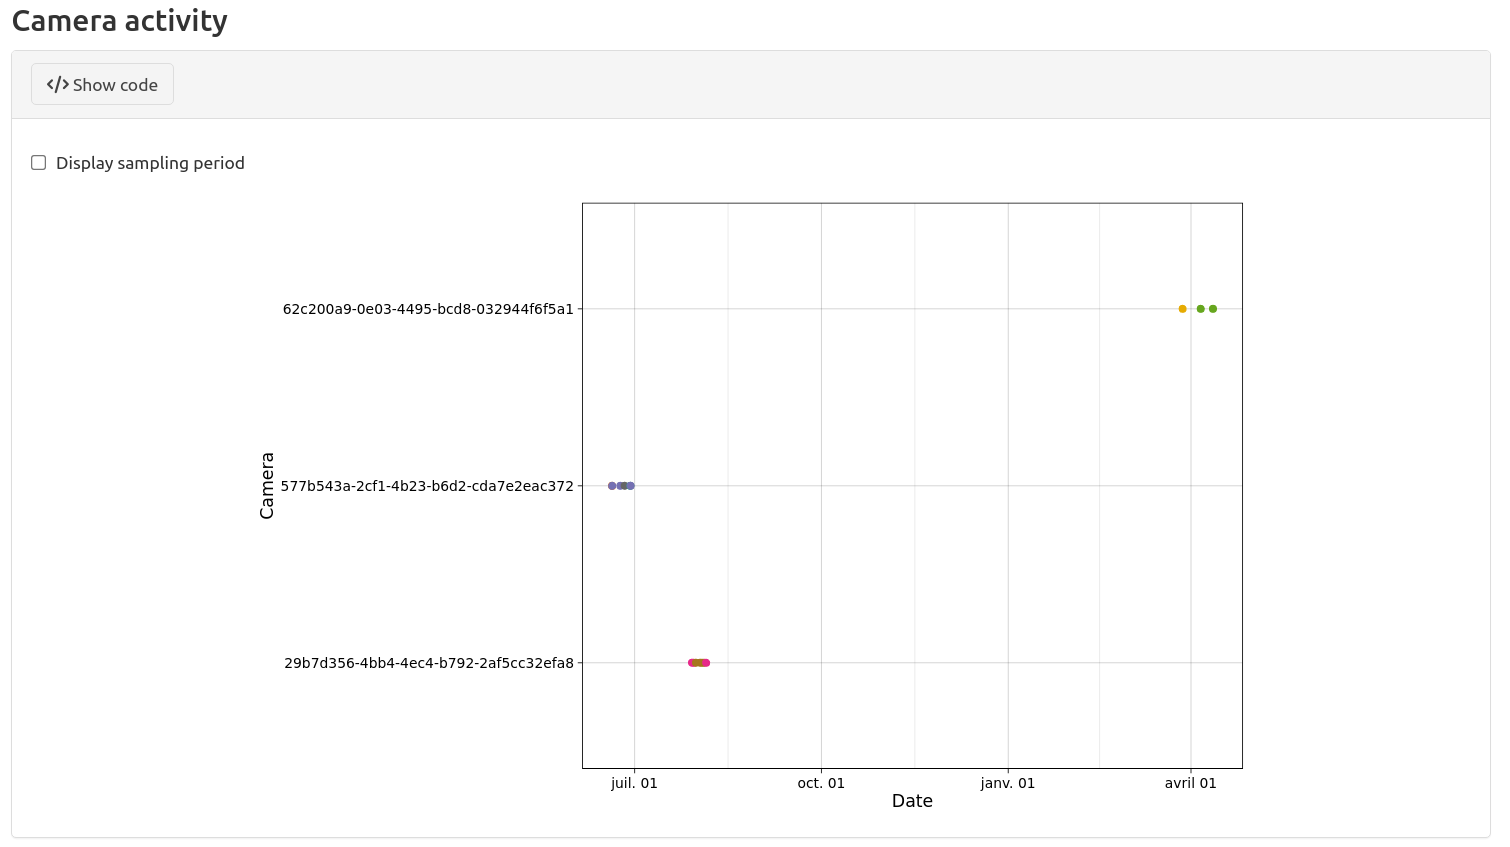 Camera activity
</> Show code
Display sampling period
62c200a9-0e03-4495-bcd8-032944f6f5a1
Camera
577b543a-2cf1-4b23-b6d2-cda7e2eac372
29b7d356-4bb4-4ec4-b792-2af5cc32efa8
juil. 01 oct. 01 janv. 01 avril 01
Date